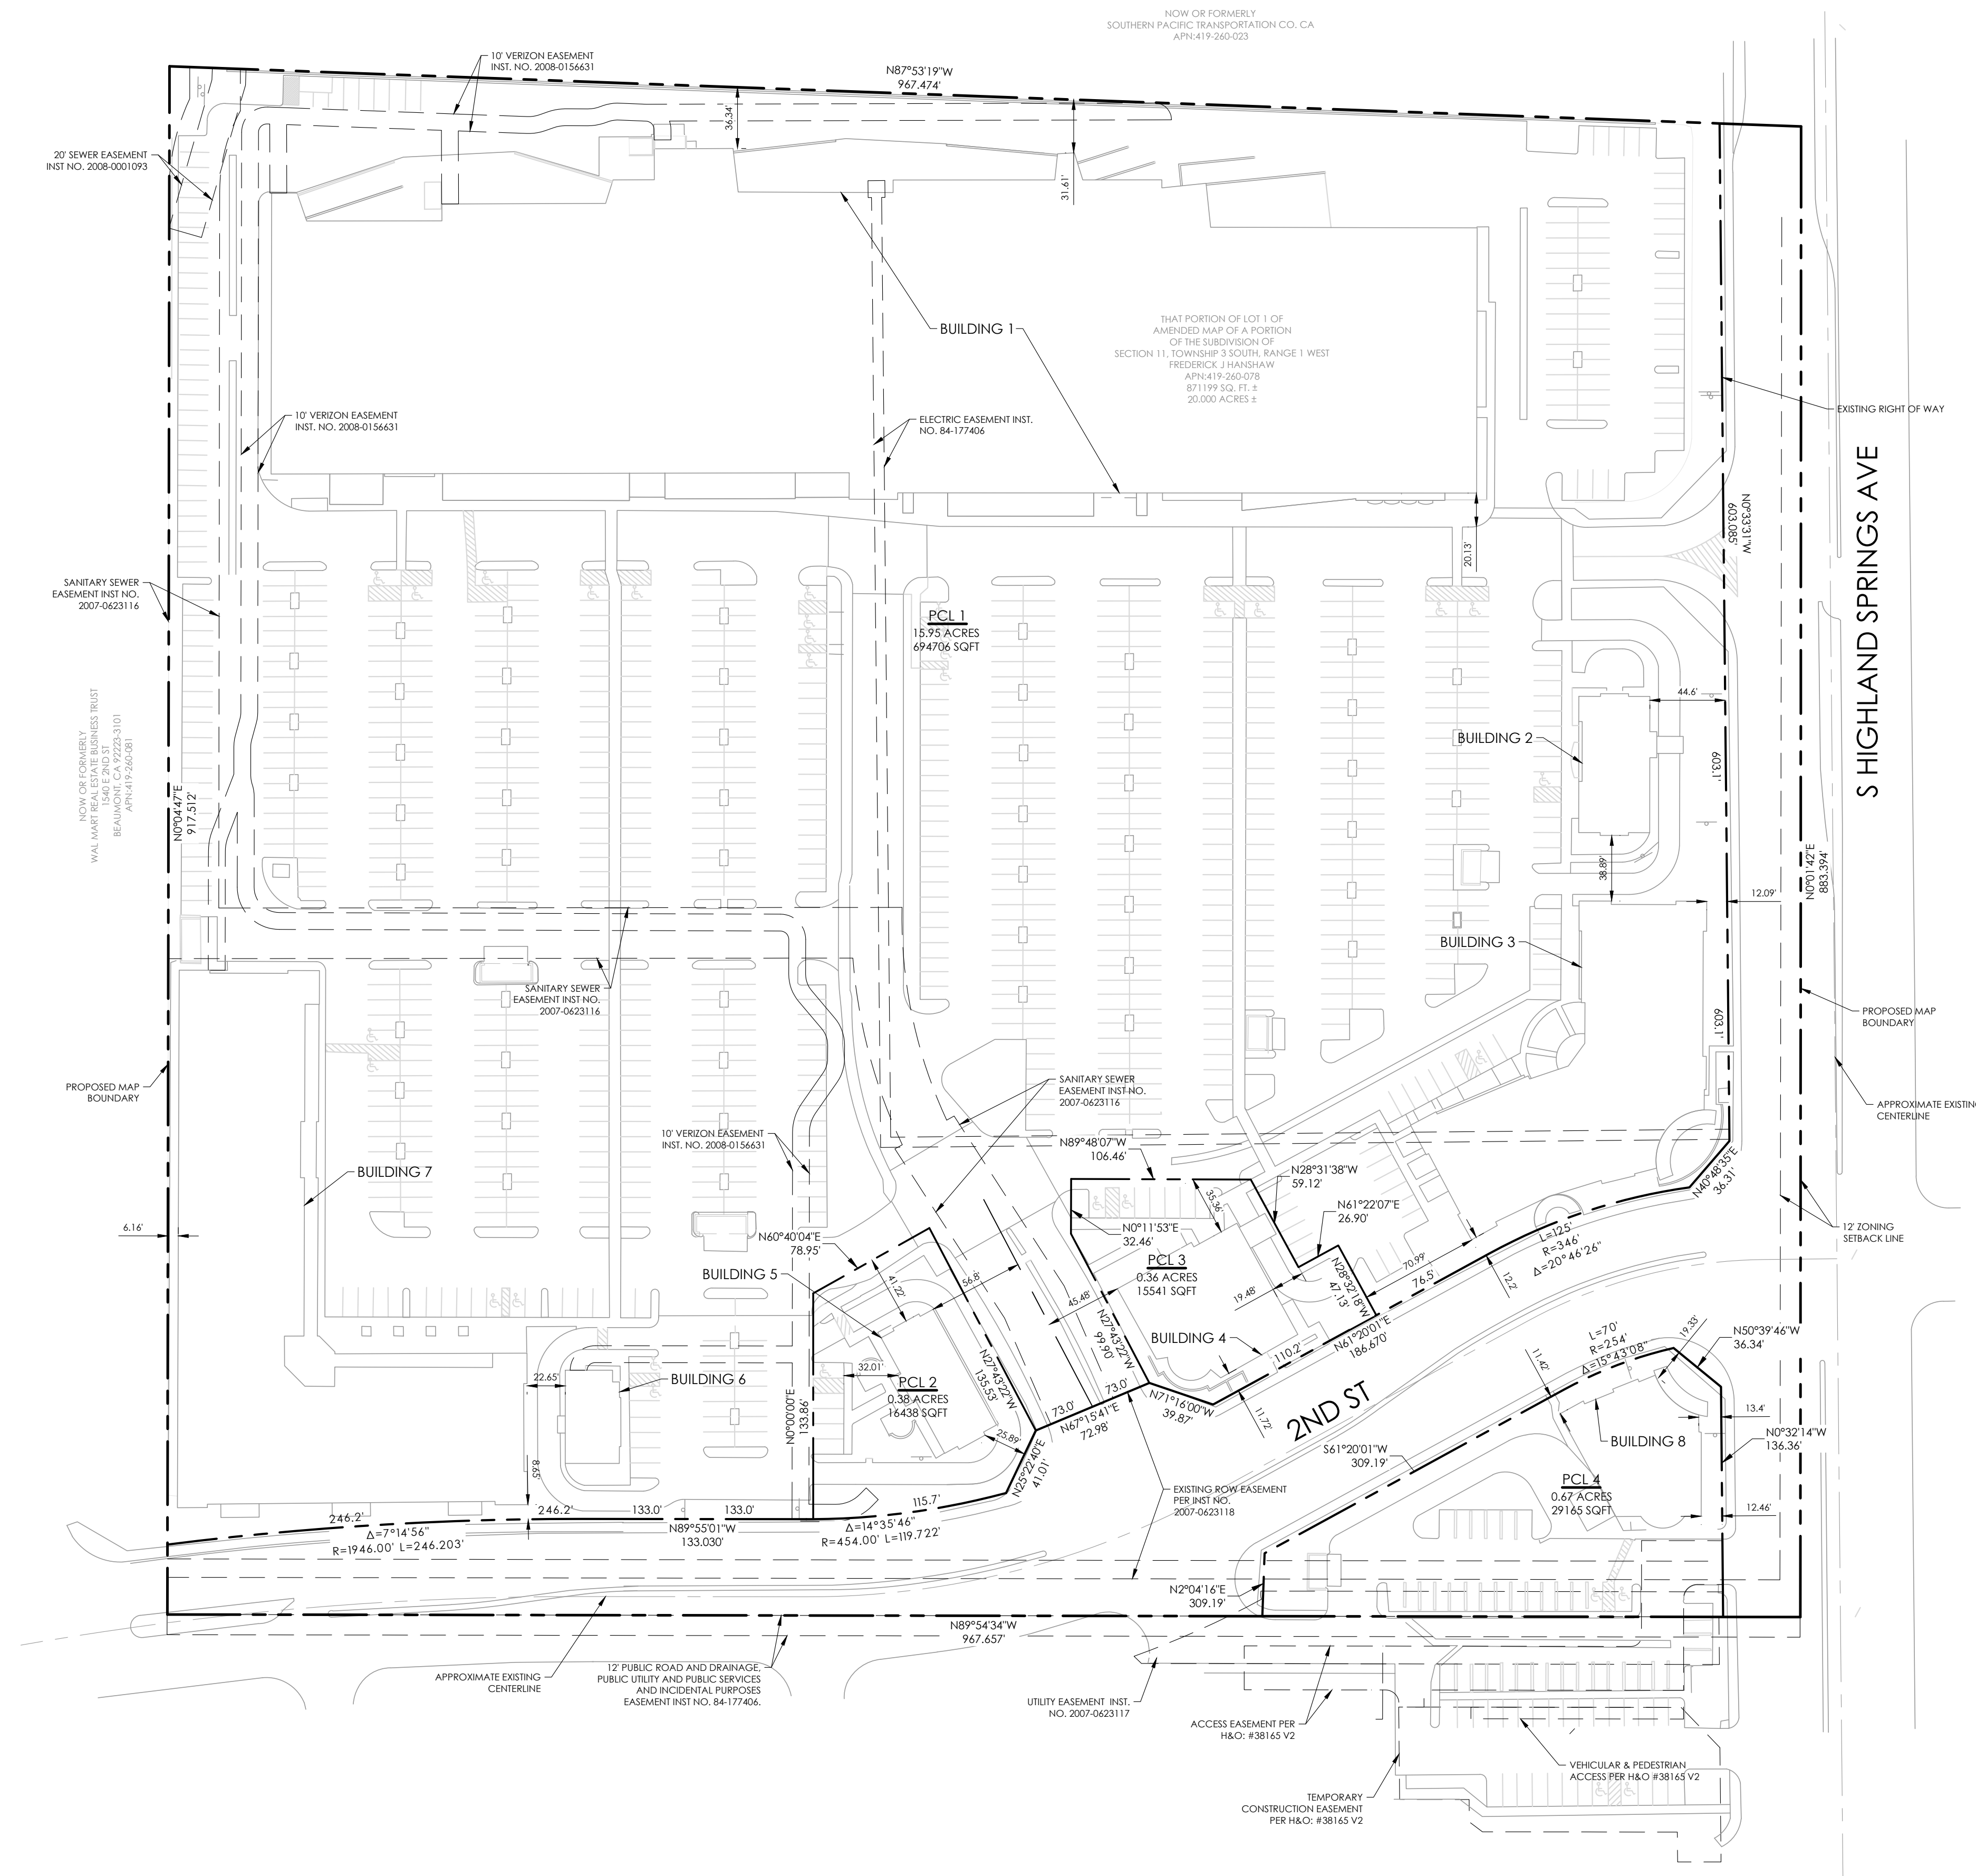 NOW OR FORMERLY
SOUTHERN PACIFIC TRANSPORTATION CO. CA
APN:419-260-023
10' VERIZON EASEMENT
INST. NO. 2008-0156631
N87°53'19"W
967.474'
36.34'
31.61'
20' SEWER EASEMENT
INST NO. 2008-0001093
BUILDING 1
THAT PORTION OF LOT 1 OF
AMENDED MAP OF A PORTION
OF THE SUBDIVISION OF
SECTION 11, TOWNSHIP 3 SOUTH, RANGE 1 WEST
FREDERICK J HANSHAW
APN:419-260-078
871199 SQ. FT. ±
20.000 ACRES ±
EXISTING RIGHT OF WAY
10' VERIZON EASEMENT
INST. NO. 2008-0156631
ELECTRIC EASEMENT INST.
NO. 84-177406
S HIGHLAND SPRINGS AVE
N0°33'31"W
603.085'
20.13'
SANITARY SEWER
EASEMENT INST NO.
2007-0623116
PCL 1
15.95 ACRES
694706 SQFT
NOW OR FORMERLY
WAL MART REAL ESTATE BUSINESS TRUST
1540 E 2ND ST
BEAUMONT, CA 92223-3101
APN:419-260-081
N0°04'47"E
917.512'
44.6'
BUILDING 2
603.1'
38.89'
N0°01'42"E
883.394'
12.09'
BUILDING 3
SANITARY SEWER
EASEMENT INST NO.
2007-0623116
603.1'
PROPOSED MAP
BOUNDARY
PROPOSED MAP
BOUNDARY
SANITARY SEWER
EASEMENT INST NO.
2007-0623116
APPROXIMATE EXISTING
CENTERLINE
10' VERIZON EASEMENT
INST. NO. 2008-0156631
N89°48'07"W
106.46'
BUILDING 7
N28°31'38"W
59.12'
N40°48'35"E
36.31'
35.36'
N61°22'07"E
26.90'
6.16'
N0°11'53"E
32.46'
L=125'
R=346'
Δ=20°46'26"
12' ZONING
SETBACK LINE
N60°40'04"E
78.95'
PCL 3
0.36 ACRES
15541 SQFT
70.99'
76.5'
12.2'
BUILDING 5
41.22'
56.8'
45.48'
19.48'
N28°32'18"W
47.13'
N27°43'22"W
99.90'
BUILDING 4
110.2'
N61°20'01"E
186.670'
L=70'
R=254'
Δ=15°43'08"
19.33'
N50°39'46"W
36.34'
11.42'
32.01'
22.65'
BUILDING 6
PCL 2
0.38 ACRES
16438 SQFT
N27°43'22"W
135.53'
73.0'
73.0'
N67°15'41"E
72.98'
N71°16'00"W
39.87'
11.72'
2ND ST
13.4'
N0°32'14"W
136.36'
N0°00'00"E
133.86'
25.89'
BUILDING 8
S61°20'01"W
309.19'
8.65'
N25°22'40"E
41.01'
PCL 4
0.67 ACRES
29165 SQFT
EXISTING ROW EASEMENT
PER INST NO.
2007-0623118
12.46'
246.2'
246.2'
133.0'
133.0'
115.7'
Δ=7°14'56"
R=1946.00' L=246.203'
N89°55'01"W
133.030'
Δ=14°35'46"
R=454.00' L=119.722'
N2°04'16"E
309.19'
N89°54'34"W
967.657'
APPROXIMATE EXISTING
CENTERLINE
12' PUBLIC ROAD AND DRAINAGE,
PUBLIC UTILITY AND PUBLIC SERVICES
AND INCIDENTAL PURPOSES
EASEMENT INST NO. 84-177406.
UTILITY EASEMENT INST.
NO. 2007-0623117
ACCESS EASEMENT PER
H&O: #38165 V2
VEHICULAR & PEDESTRIAN
ACCESS PER H&O #38165 V2
TEMPORARY
CONSTRUCTION EASEMENT
PER H&O: #38165 V2